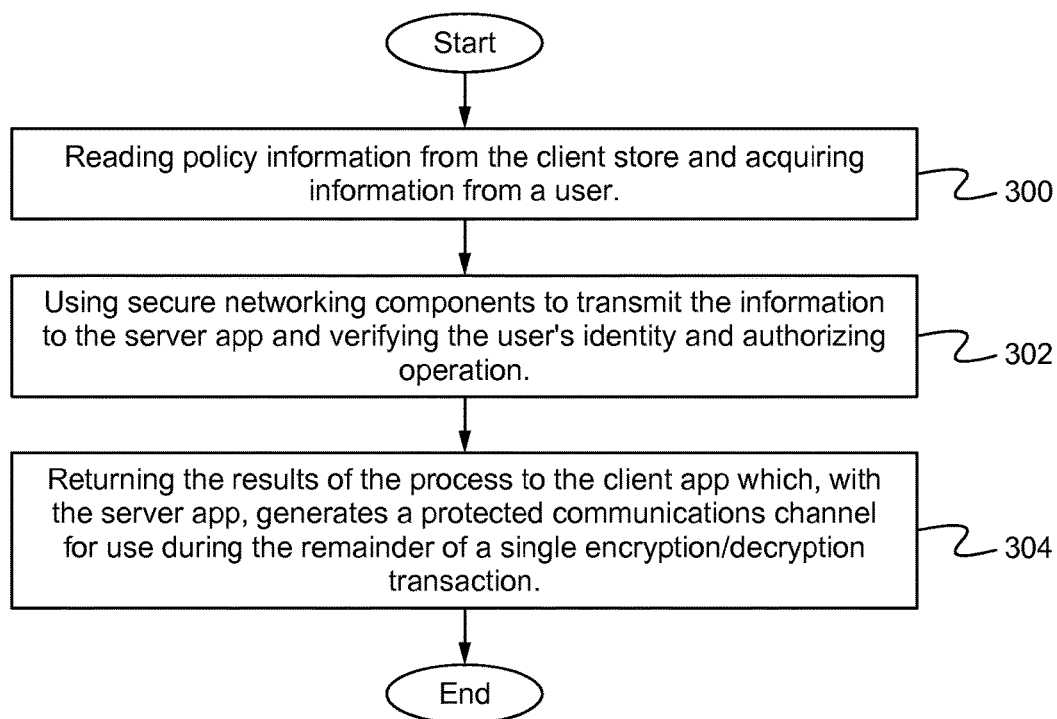 Start
Reading policy information from the client store and acquiring
information from a user.
300
Using secure networking components to transmit the information
to the server app and verifying the user's identity and authorizing
operation.
302
Returning the results of the process to the client app which, with
the server app, generates a protected communications channel
for use during the remainder of a single encryption/decryption
transaction.
304
End